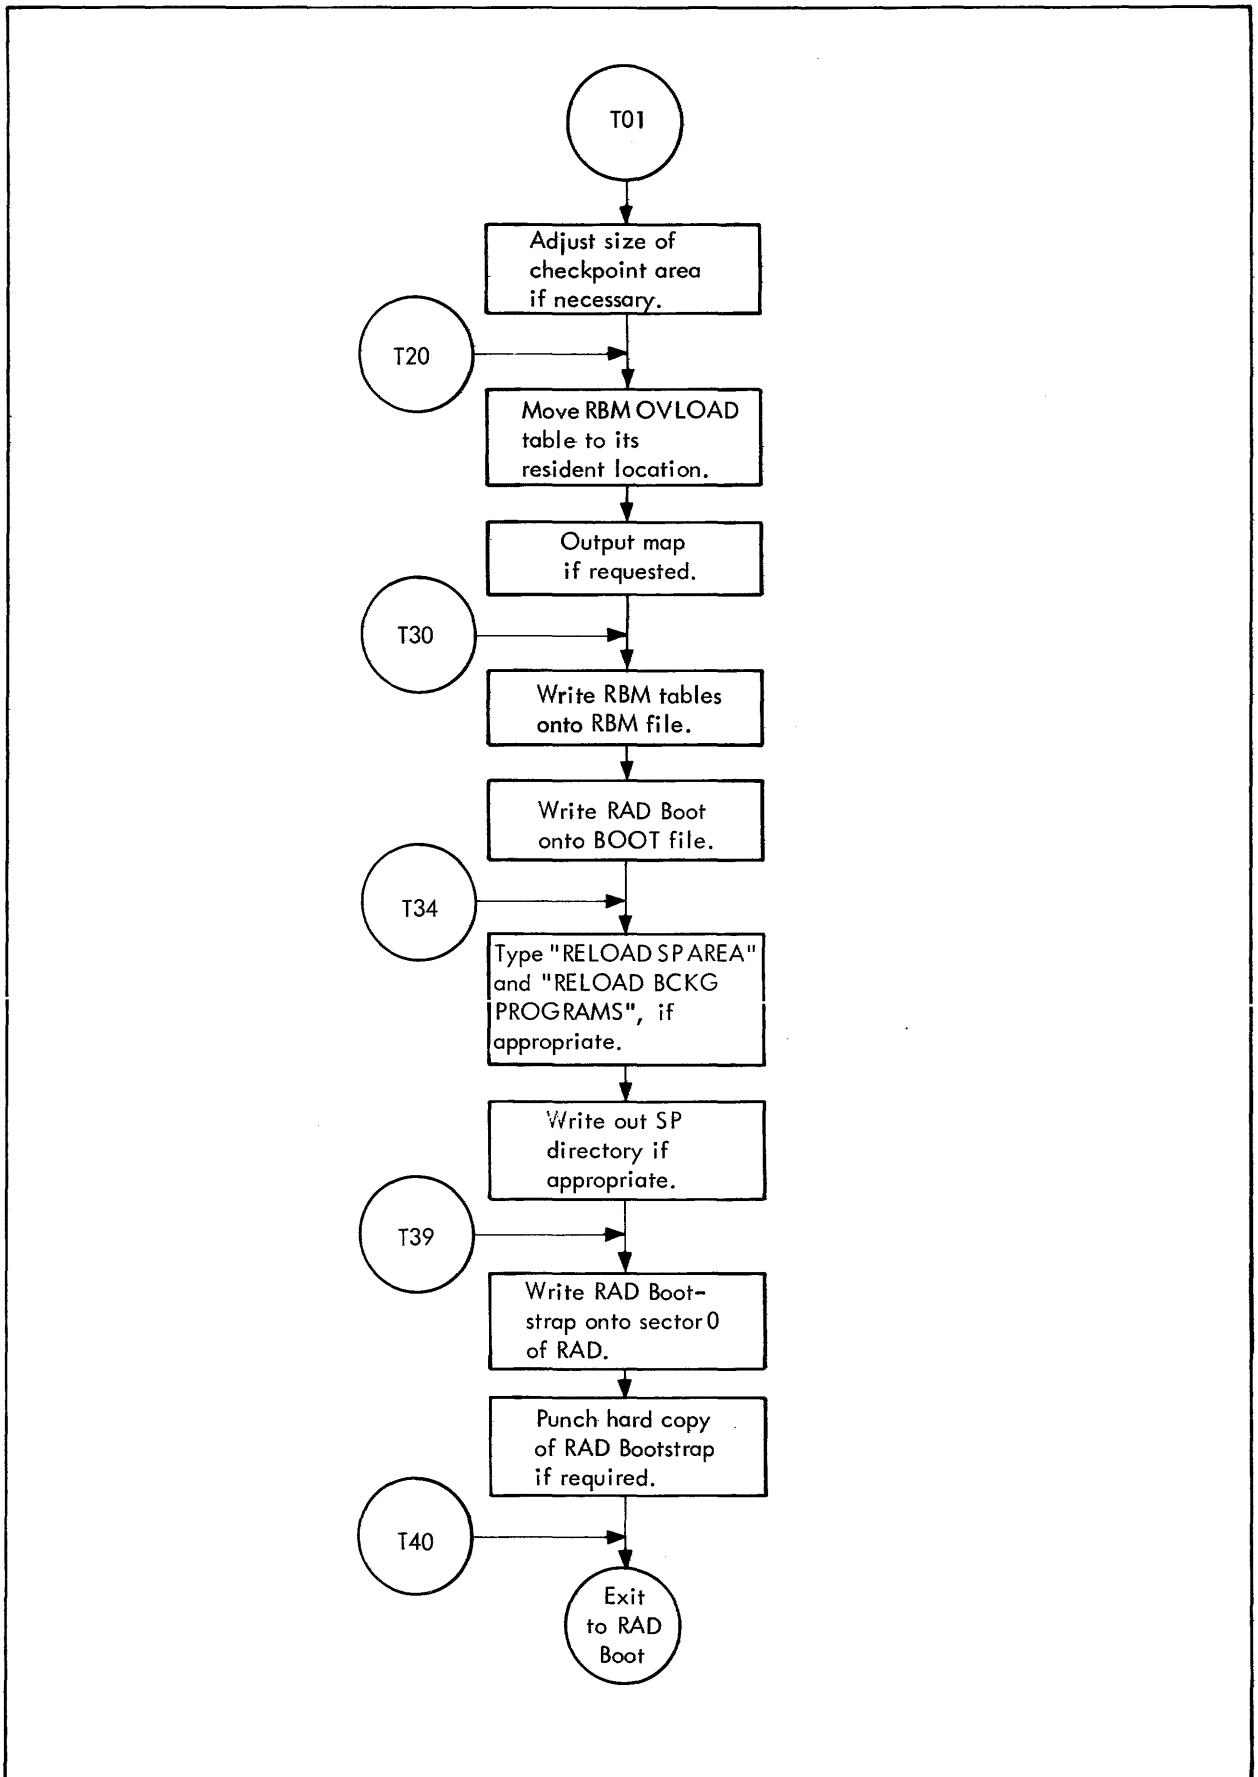 T01
Adjust size of
checkpoint area
if necessary.
T20
Move RBM OVLOAD
table to its
resident location.
Output map
if requested.
T30
Write RBM tables
onto RBM file.
Write RAD Boot
onto BOOT file.
T34
Type "RELOAD SP AREA"
and "RELOAD BCKG
PROGRAMS", if
appropriate.
Write out SP
directory if
appropriate.
T39
Write RAD Boot-
strap onto sector 0
of RAD.
Punch hard copy
of RAD Bootstrap
if required.
T40
Exit
to RAD
Boot